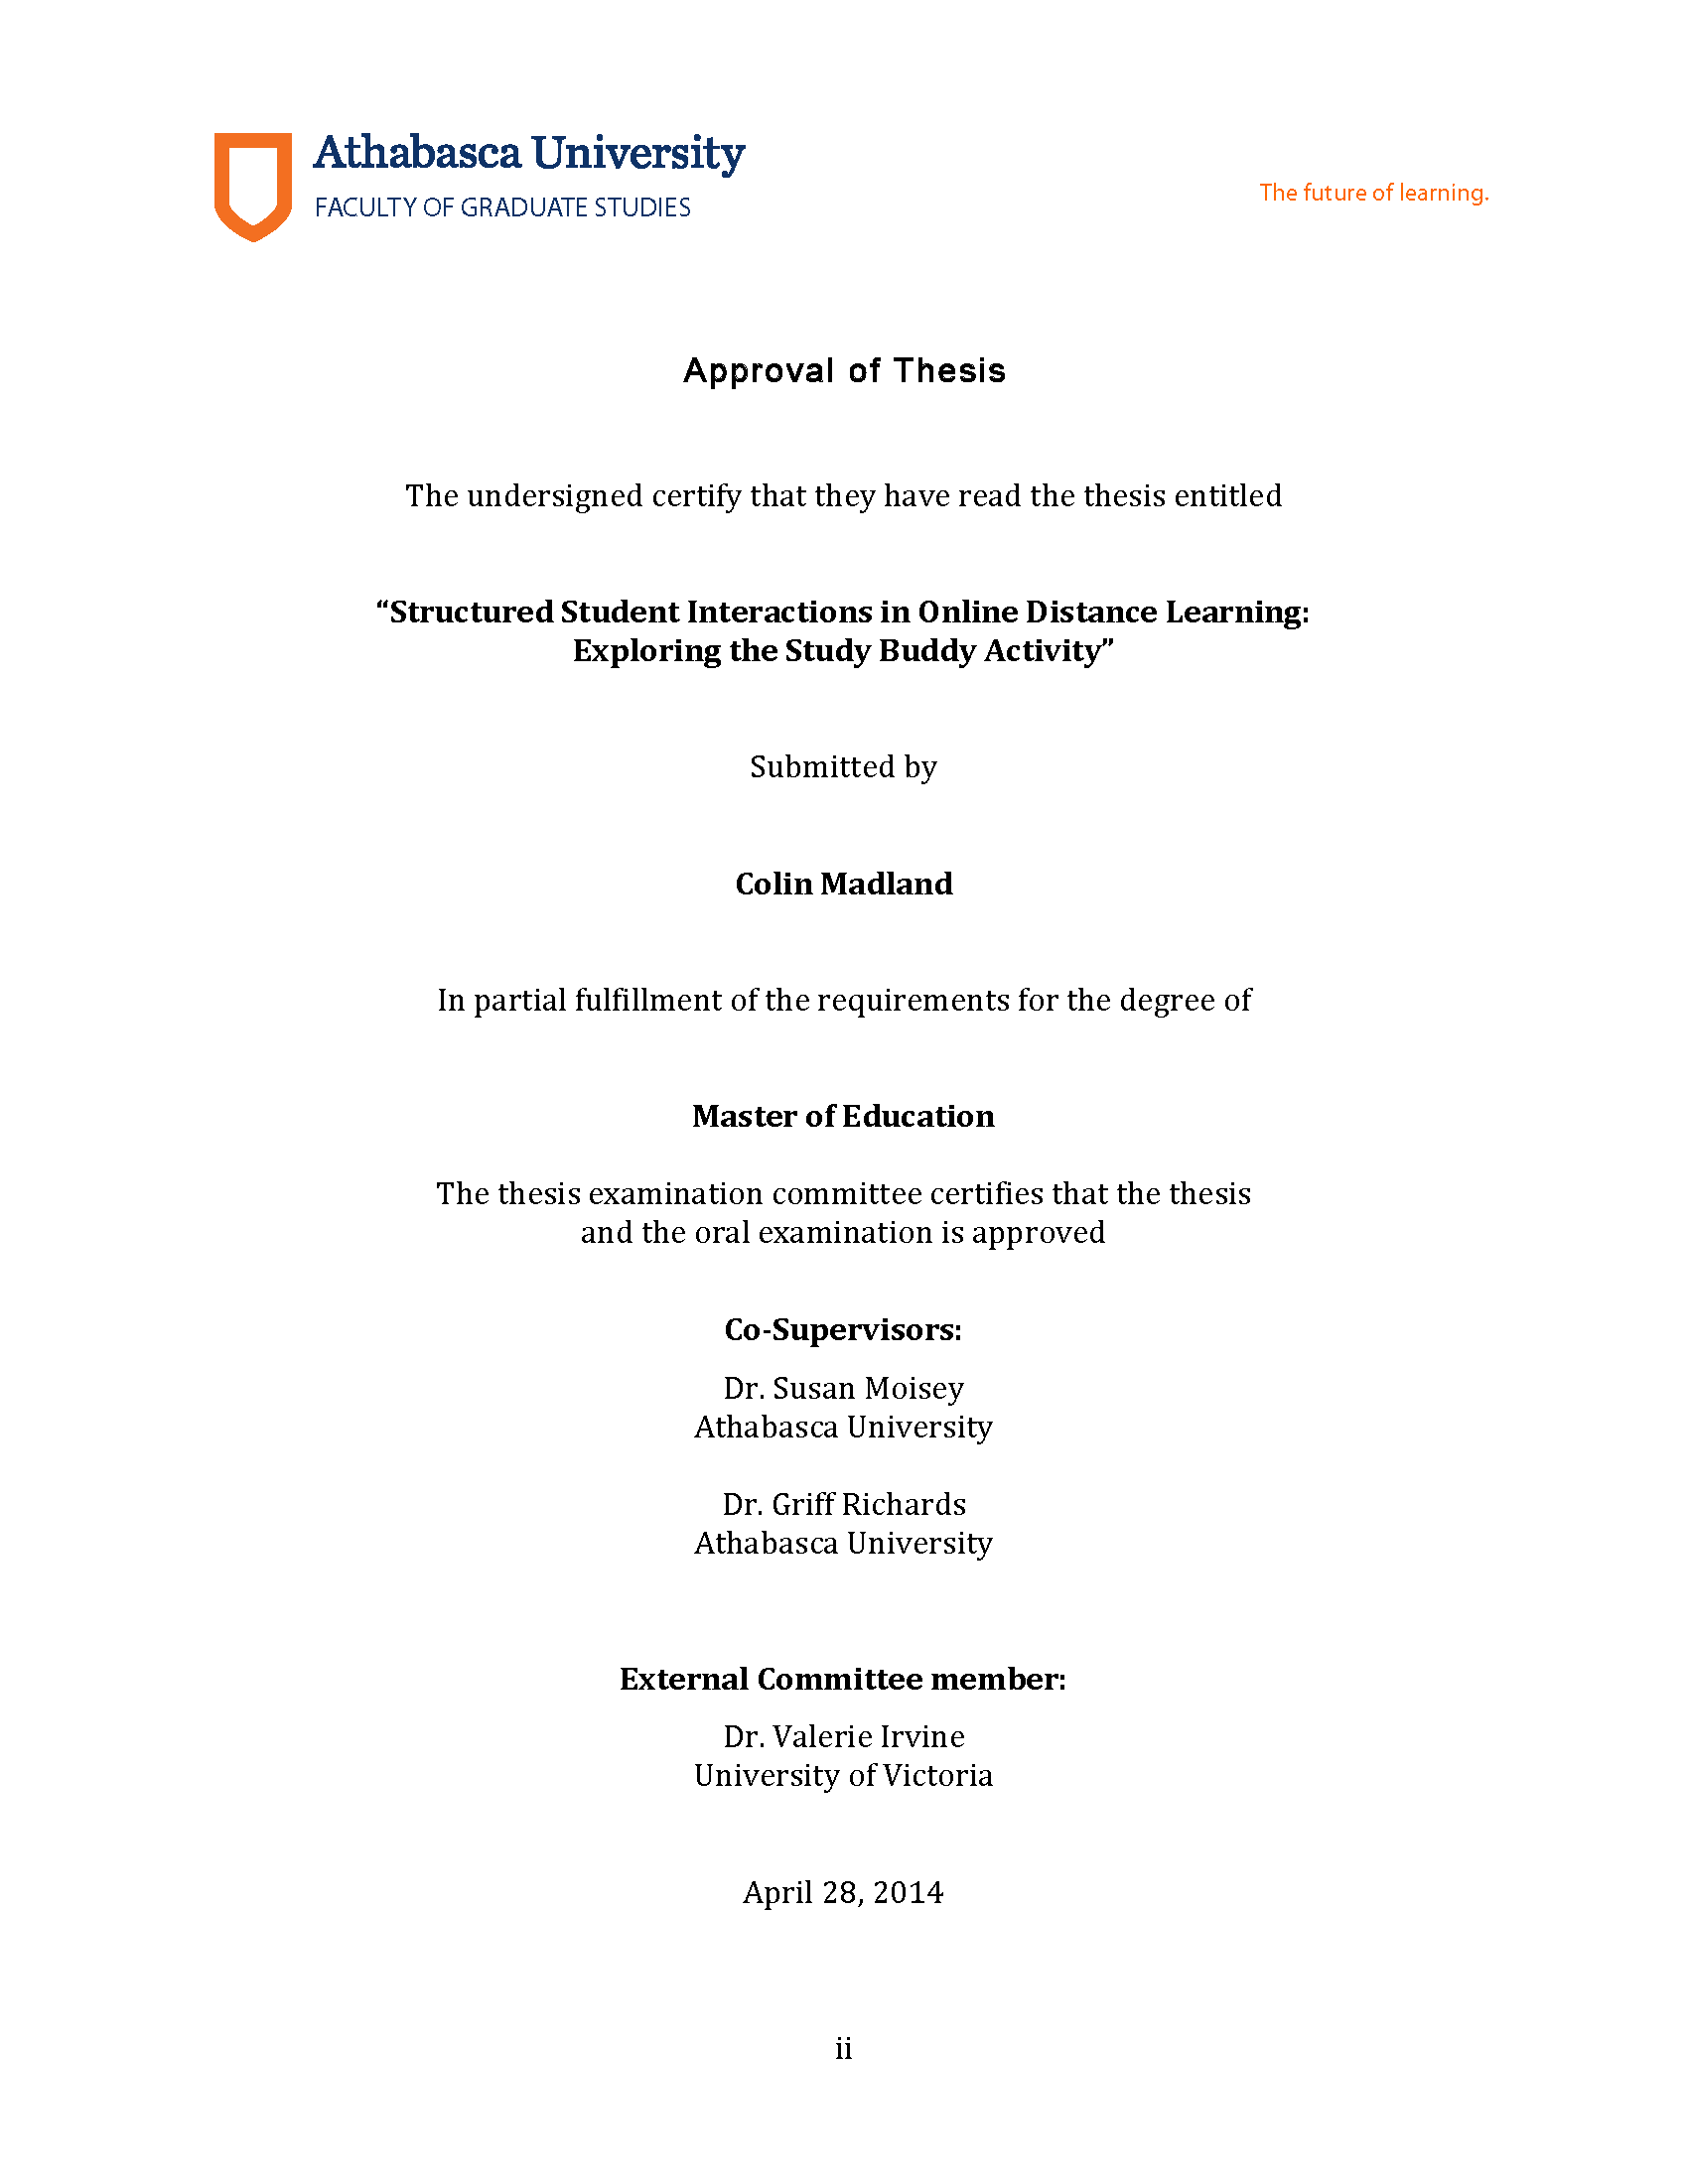 Athabasca University
FACULTY OF GRADUATE STUDIES
The future of learning.
Approval of Thesis
The undersigned certify that they have read the thesis entitled
“Structured Student Interactions in Online Distance Learning:
Exploring the Study Buddy Activity”
Submitted by
Colin Madland
In partial fulfillment of the requirements for the degree of
Master of Education
The thesis examination committee certifies that the thesis
and the oral examination is approved
Co-Supervisors:
Dr. Susan Moisey
Athabasca University
Dr. Griff Richards
Athabasca University
External Committee member:
Dr. Valerie Irvine
University of Victoria
April 28, 2014
ii